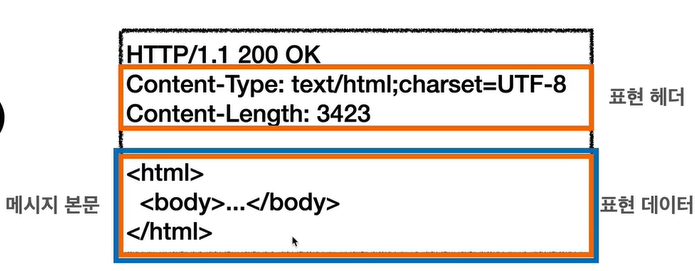 HTTP/1.1 200 OK
Content-Type: text/html;charset=UTF-8
Content-Length: 3423
표현 헤더
<html>
<body>...</body>
</html>
메시지 본문
표현 데이터